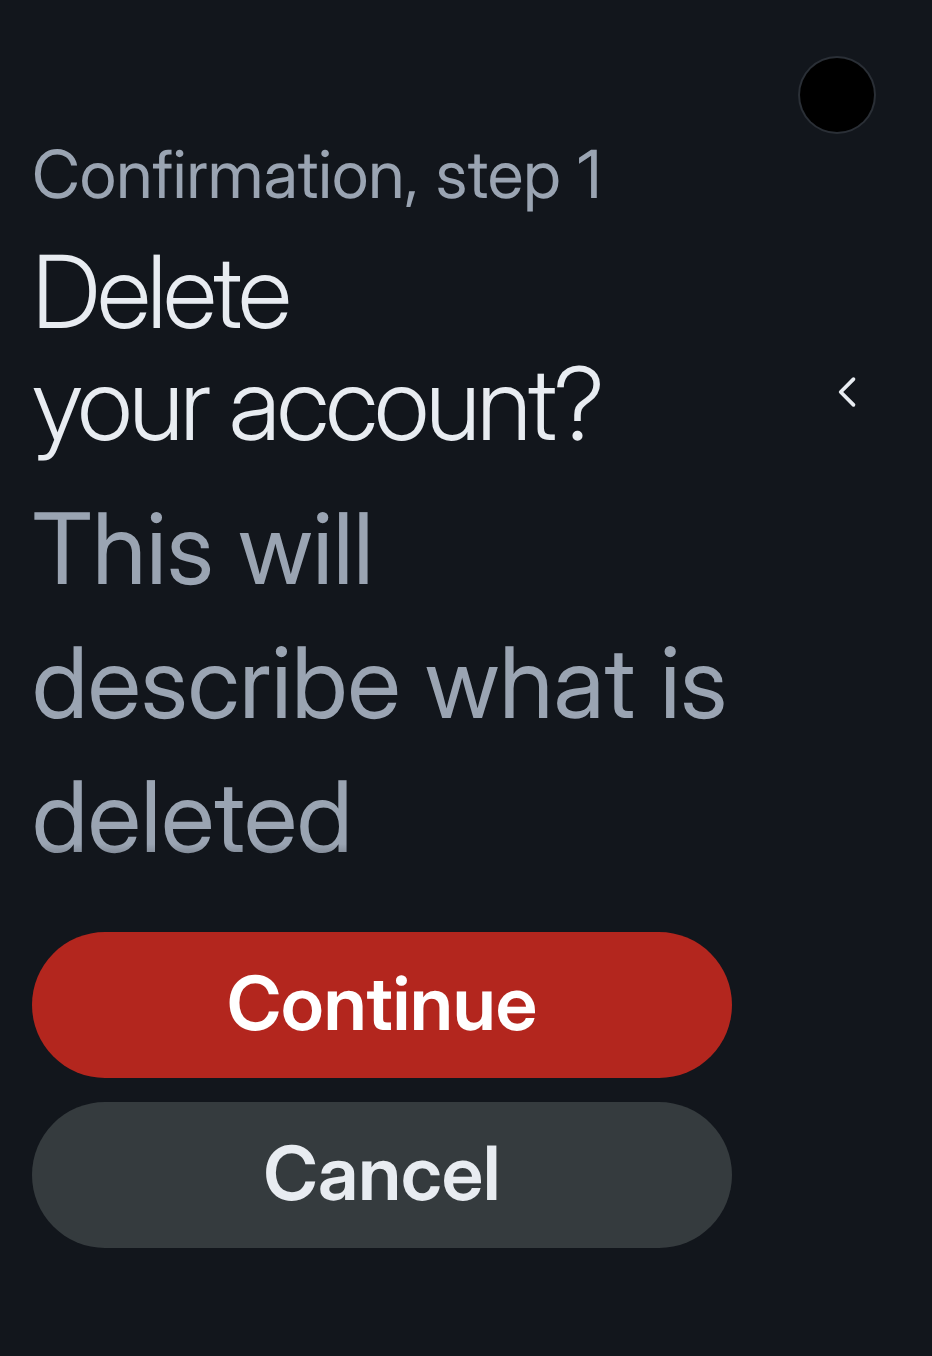 Confirmation, step 1
Delete
your account?
This will
describe what is
deleted
Continue
Cancel